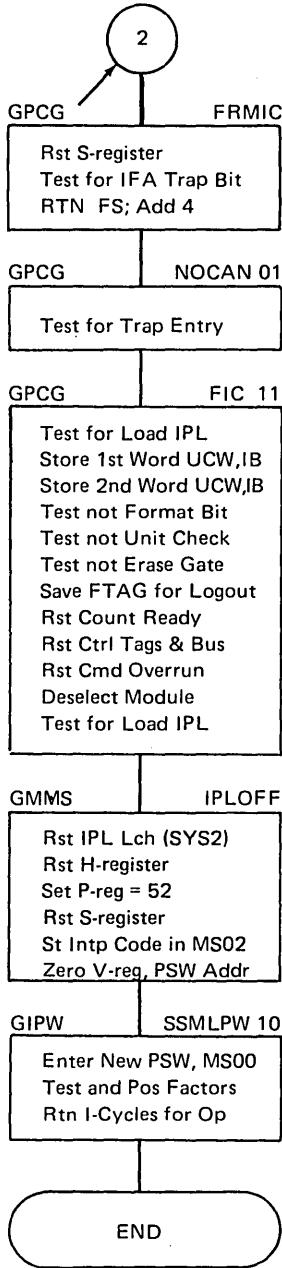 2
GPCG FRMIC
Rst S-register
Test for IFA Trap Bit
RTN FS; Add 4
GPCG NOCAN 01
Test for Trap Entry
GPCG FIC 11
Test for Load IPL
Store 1st Word UCW,IB
Store 2nd Word UCW,IB
Test not Format Bit
Test not Unit Check
Test not Erase Gate
Save FTAG for Logout
Rst Count Ready
Rst Ctrl Tags & Bus
Rst Cmd Overrun
Deselect Module
Test for Load IPL
GMMS IPLOFF
Rst IPL Lch (SYS2)
Rst H-register
Set P-reg = 52
Rst S-register
St Intp Code in MS02
Zero V-reg, PSW Addr
GIPW SSMLPW 10
Enter New PSW, MS00
Test and Pos Factors
Rtn I-Cycles for Op
END